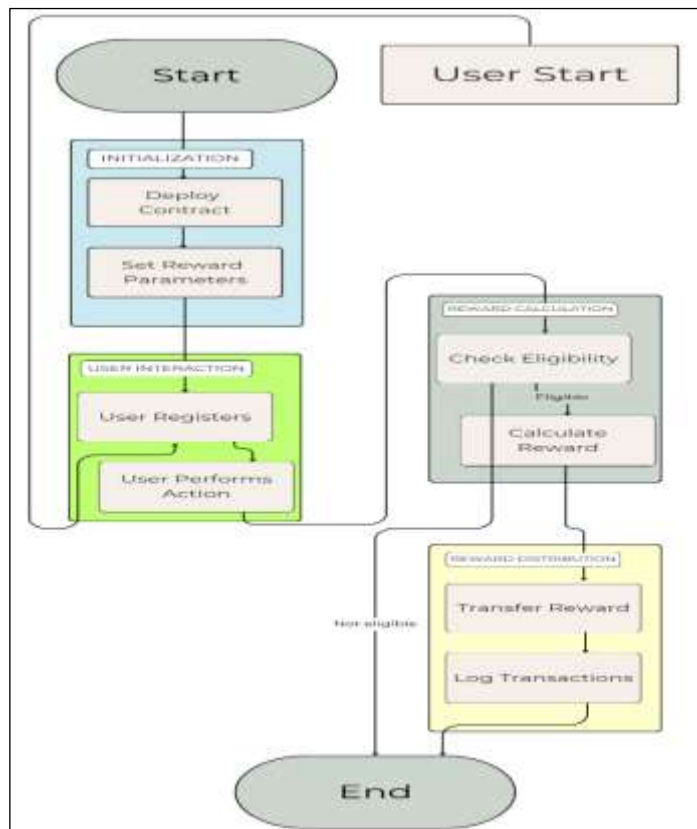 Start
User Start
INITIALIZATION
Deploy
Contract
Set Reward
Parameters
USER INTERACTION
User Registers
User Performs
Action
REWARD CALCULATION
Check Eligibility
Eligible
Calculate
Reward
REWARD DISTRIBUTION
Transfer Reward
Not eligible
Log Transactions
End